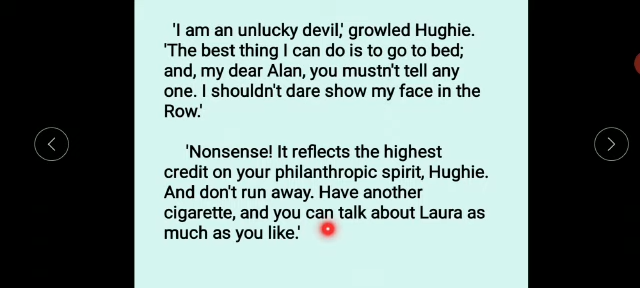 'I am an unlucky devil,' growled Hughie.
'The best thing I can do is to go to bed;
and, my dear Alan, you mustn't tell any
one. I shouldn't dare show my face in the
Row.'
'Nonsense! It reflects the highest
credit on your philanthropic spirit, Hughie.
And don't run away. Have another
cigarette, and you can talk about Laura as
much as you like.'